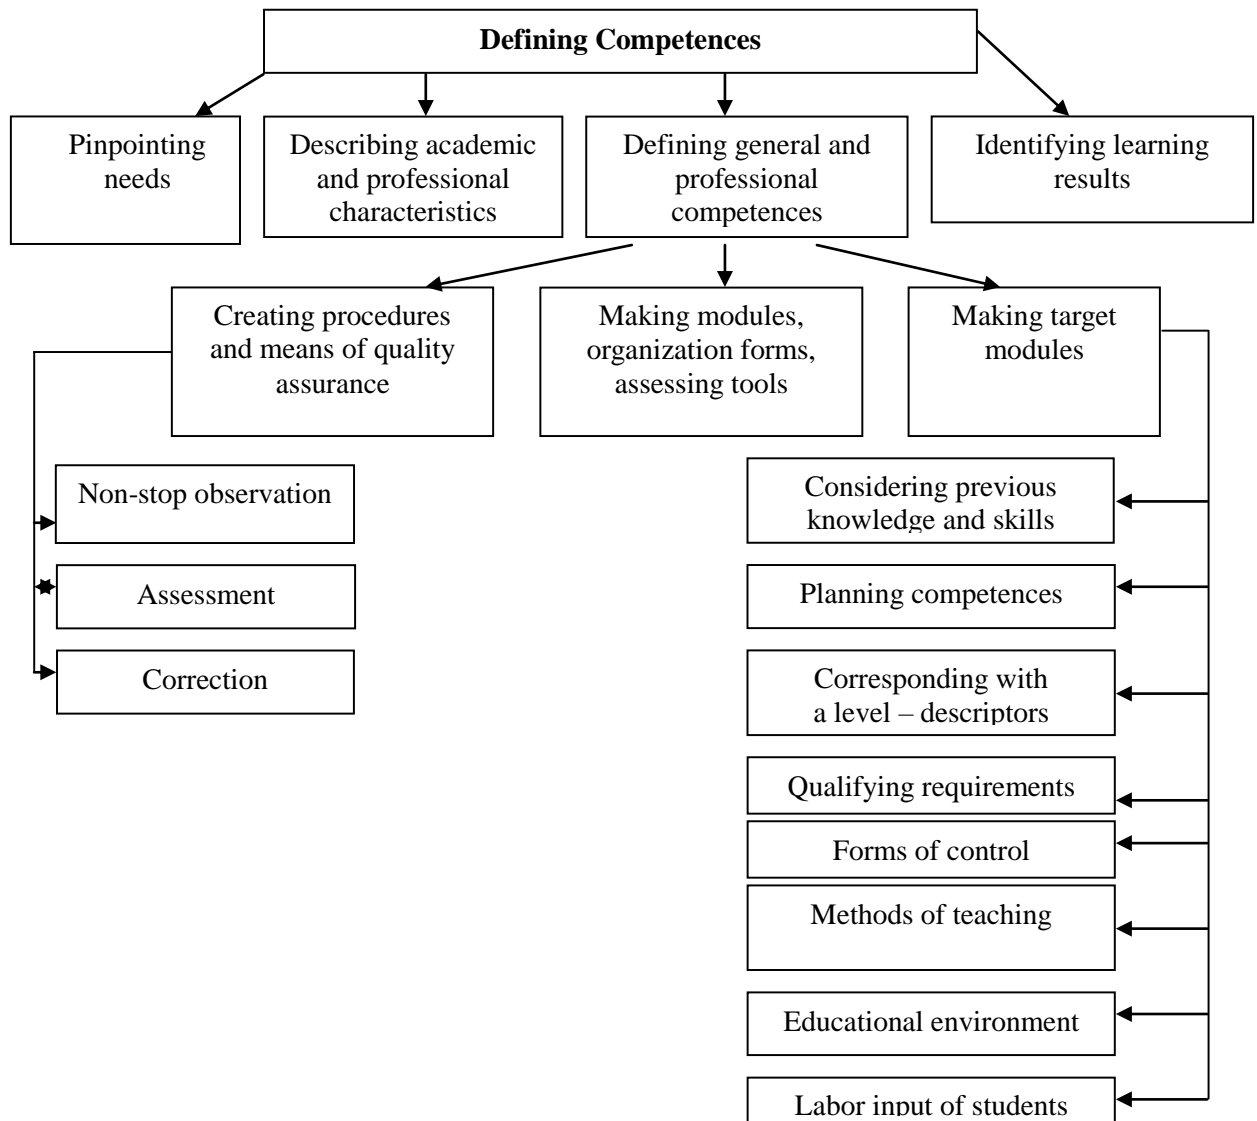 Defining Competences
Pinpointing
needs
Describing academic
and professional
characteristics
Defining general and
professional
competences
Identifying learning
results
Creating procedures
and means of quality
assurance
Making modules,
organization forms,
assessing tools
Making target
modules
Non-stop observation
Assessment
Correction
Considering previous
knowledge and skills
Planning competences
Corresponding with
a level – descriptors
Qualifying requirements
Forms of control
Methods of teaching
Educational environment
Labor input of students